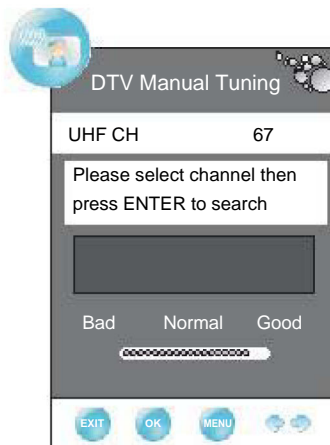 DTV Manual Tuning
UHF CH 67
Please select channel then
press ENTER to search
Bad Normal Good
EXIT OK MENU